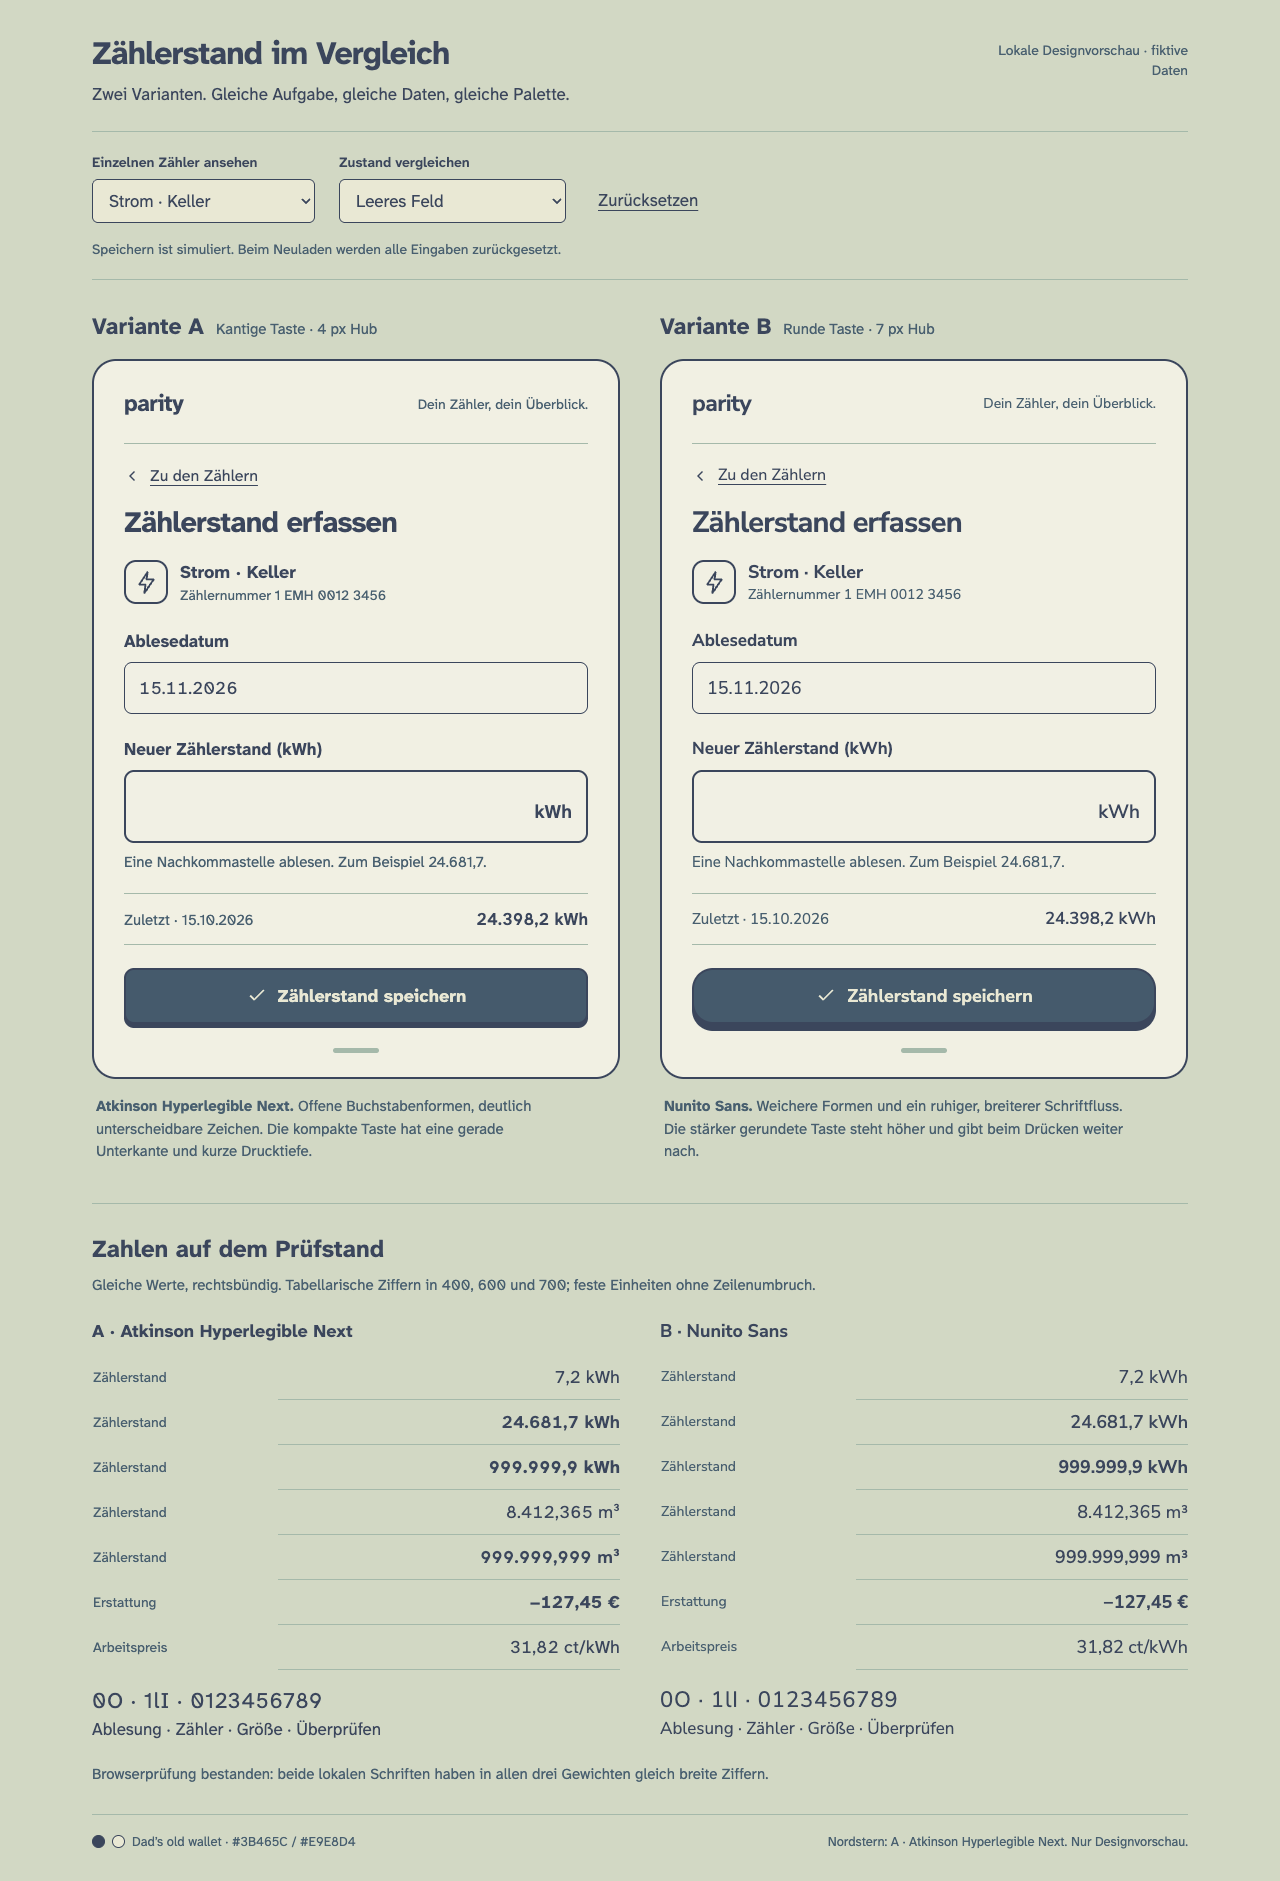 Zählerstand im Vergleich
Lokale Designvorschau · fiktive
Daten
Zwei Varianten. Gleiche Aufgabe, gleiche Daten, gleiche Palette.
Einzelnen Zähler ansehen
Zustand vergleichen
Strom · Keller
Leeres Feld
Zurücksetzen
Speichern ist simuliert. Beim Neuladen werden alle Eingaben zurückgesetzt.
Variante A Kantige Taste · 4 px Hub
parity
Dein Zähler, dein Überblick.
Zu den Zählern
Zählerstand erfassen
Strom · Keller
Zählernummer 1 EMH 0012 3456
Ablesedatum
15.11.2026
Neuer Zählerstand (kWh)
kWh
Eine Nachkommastelle ablesen. Zum Beispiel 24.681,7.
Zuletzt · 15.10.2026
24.398,2 kWh
Zählerstand speichern
Atkinson Hyperlegible Next. Offene Buchstabenformen, deutlich
unterscheidbare Zeichen. Die kompakte Taste hat eine gerade
Unterkante und kurze Drucktiefe.
Variante B Runde Taste · 7 px Hub
parity
Dein Zähler, dein Überblick.
Zu den Zählern
Zählerstand erfassen
Strom · Keller
Zählernummer 1 EMH 0012 3456
Ablesedatum
15.11.2026
Neuer Zählerstand (kWh)
kWh
Eine Nachkommastelle ablesen. Zum Beispiel 24.681,7.
Zuletzt · 15.10.2026
24.398,2 kWh
Zählerstand speichern
Nunito Sans. Weichere Formen und ein ruhiger, breiterer Schriftfluss.
Die stärker gerundete Taste steht höher und gibt beim Drücken weiter
nach.
Zahlen auf dem Prüfstand
Gleiche Werte, rechtsbündig. Tabellarische Ziffern in 400, 600 und 700; feste Einheiten ohne Zeilenumbruch.
A · Atkinson Hyperlegible Next
Zählerstand 7,2 kWh
Zählerstand 24.681,7 kWh
Zählerstand 999.999,9 kWh
Zählerstand 8.412,365 m³
Zählerstand 999.999,999 m³
Erstattung −127,45 €
Arbeitspreis 31,82 ct/kWh
0O · 1lI · 0123456789
Ablesung · Zähler · Größe · Überprüfen
B · Nunito Sans
Zählerstand 7,2 kWh
Zählerstand 24.681,7 kWh
Zählerstand 999.999,9 kWh
Zählerstand 8.412,365 m³
Zählerstand 999.999,999 m³
Erstattung −127,45 €
Arbeitspreis 31,82 ct/kWh
0O · 1lI · 0123456789
Ablesung · Zähler · Größe · Überprüfen
Browserprüfung bestanden: beide lokalen Schriften haben in allen drei Gewichten gleich breite Ziffern.
Dad's old wallet · #3B465C / #E9E8D4
Nordstern: A · Atkinson Hyperlegible Next. Nur Designvorschau.